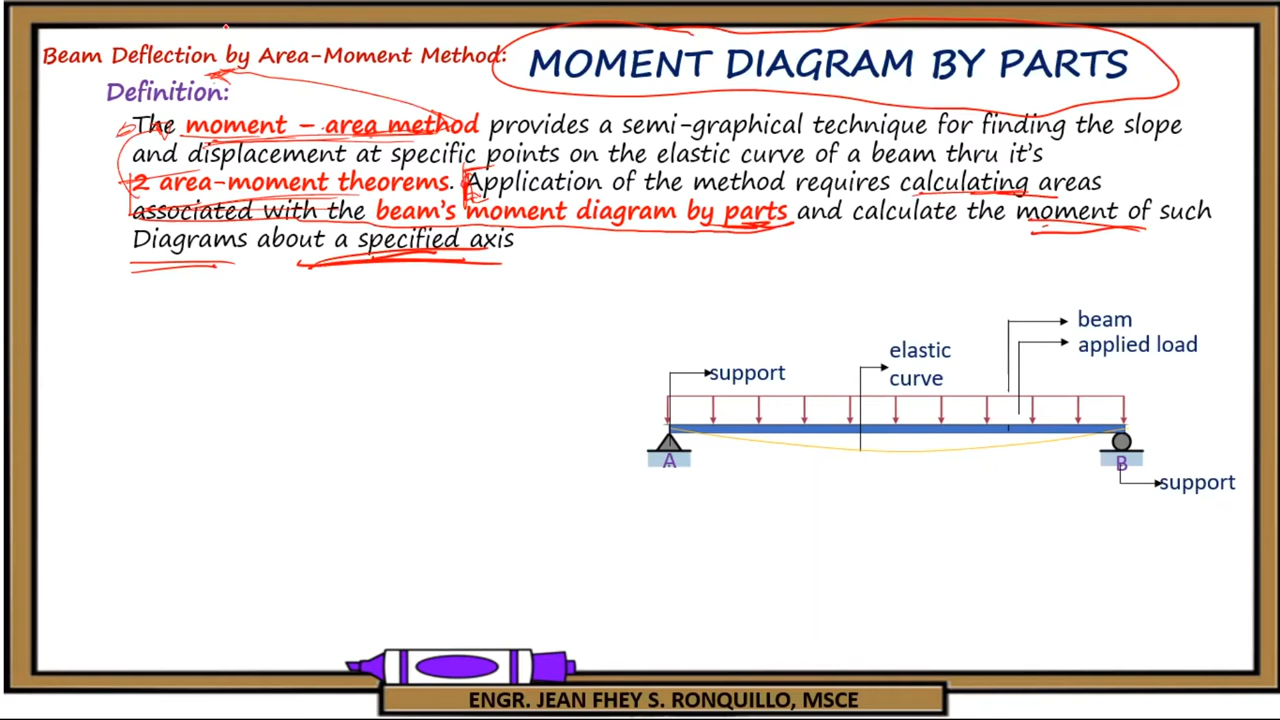 Beam Deflection by Area-Moment Method:
MOMENT DIAGRAM BY PARTS
Definition:
The moment – area method provides a semi-graphical technique for finding the slope
and displacement at specific points on the elastic curve of a beam thru it's
2 area-moment theorems. Application of the method requires calculating areas
associated with the beam's moment diagram by parts and calculate the moment of such
Diagrams about a specified axis
beam
applied load
elastic
curve
support
A
B
support
ENGR. JEAN FHEY S. RONQUILLO, MSCE